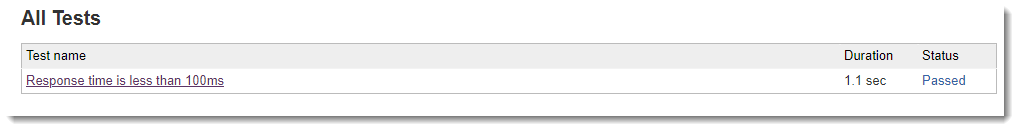 All Tests
Test name Duration Status
Response time is less than 100ms 1.1 sec Passed